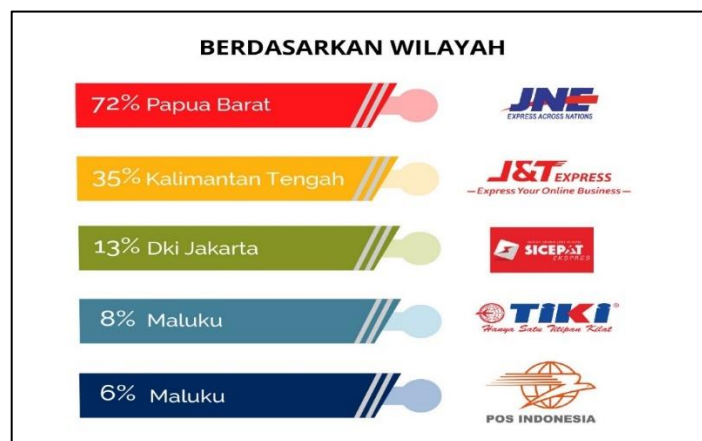 BERDASARKAN WILAYAH
72% Papua Barat
JNE
EXPRESS ACROSS NATIONS
35% Kalimantan Tengah
J&T EXPRESS
—Express Your Online Business—
13% Dki Jakarta
SICEPAT
EKSPRES
8% Maluku
TIKI
Hanya Satu Titipan Kilat
6% Maluku
POS INDONESIA